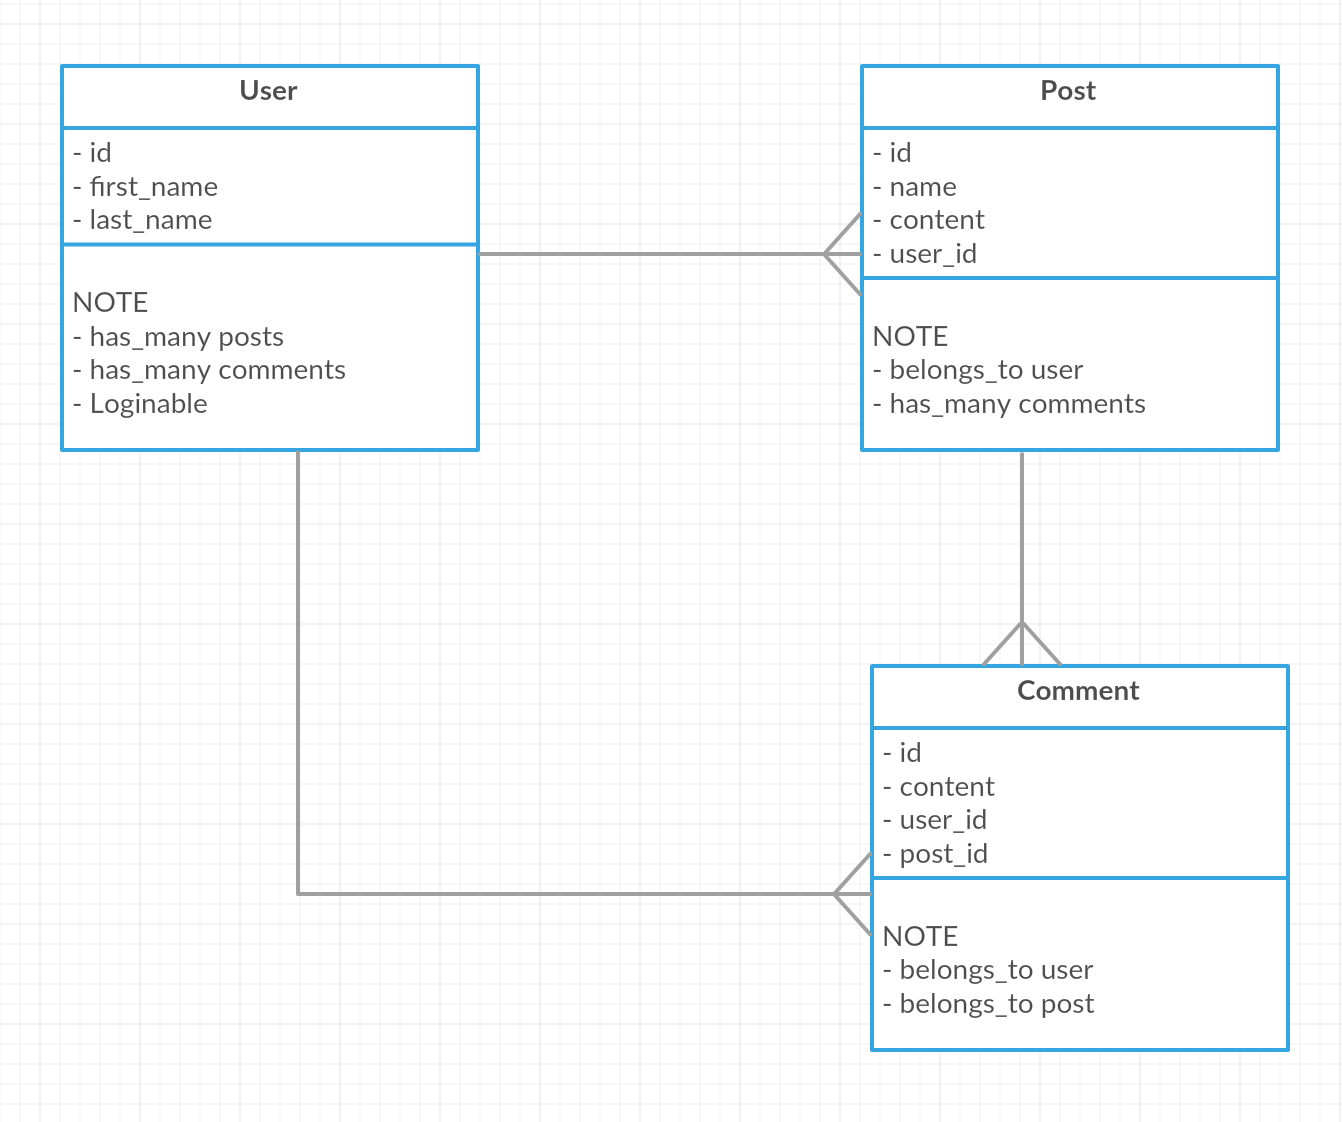 User
- id
- first_name
- last_name
NOTE
- has_many posts
- has_many comments
- Loginable
Post
- id
- name
- content
- user_id
NOTE
- belongs_to user
- has_many comments
Comment
- id
- content
- user_id
- post_id
NOTE
- belongs_to user
- belongs_to post